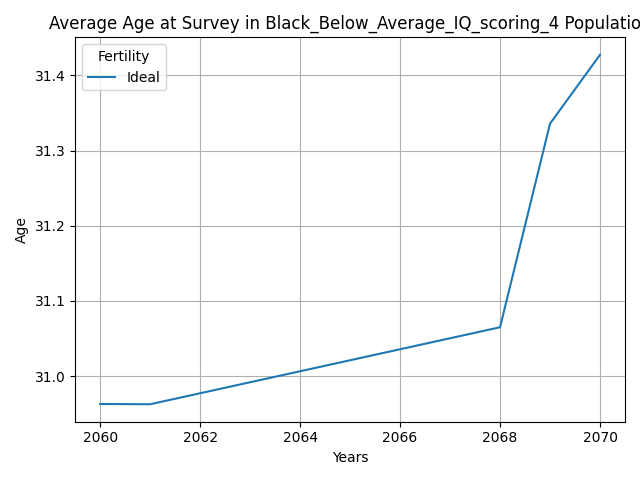 Average Age at Survey in Black_Below_Average_IQ_scoring_4 Populatio
Fertility
Ideal
31.4
31.3
31.2
31.1
31.0
Age
2060 2062 2064 2066 2068 2070
Years